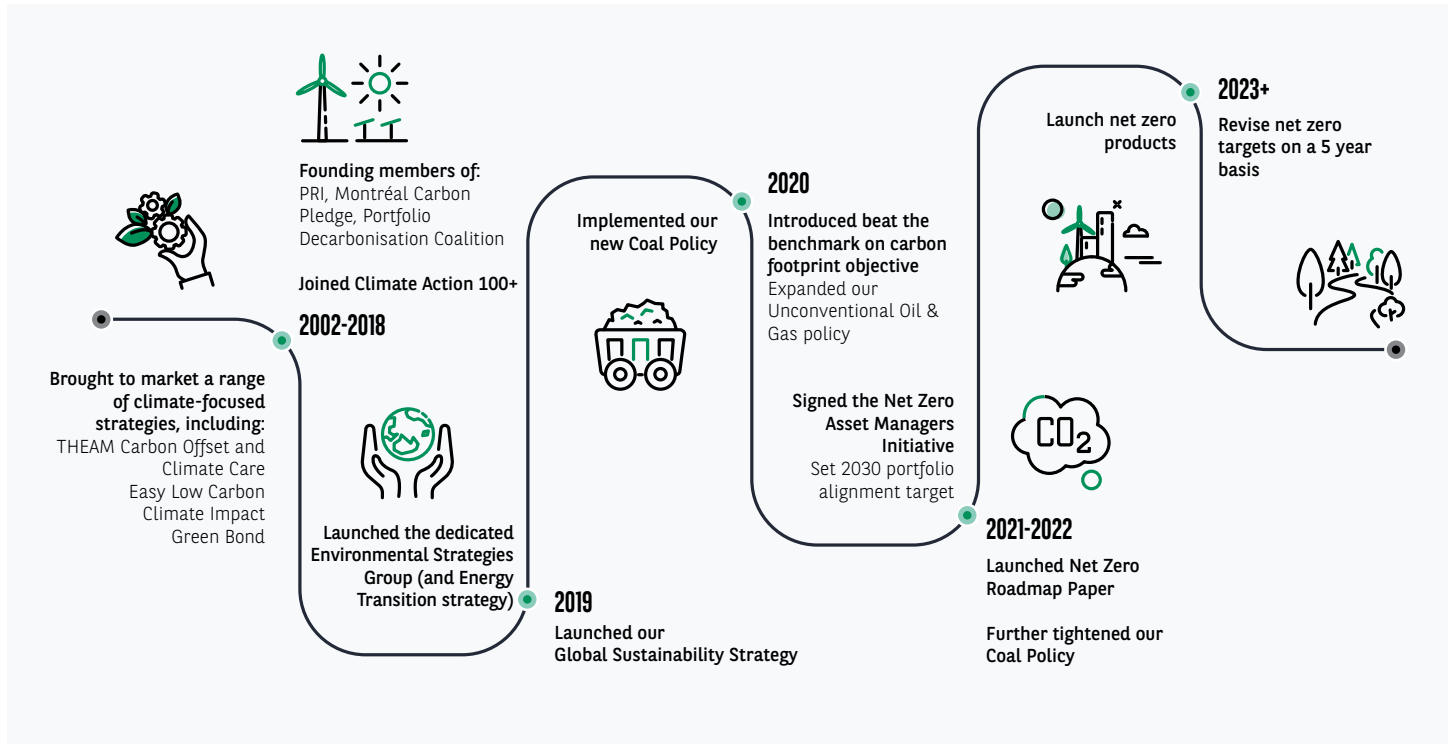 Founding members of:
PRI, Montréal Carbon
Pledge, Portfolio
Decarbonisation Coalition
Joined Climate Action 100+
2002-2018
Brought to market a range
of climate-focused
strategies, including:
THEAM Carbon Offset and
Climate Care
Easy Low Carbon
Climate Impact
Green Bond
Launched the dedicated
Environmental Strategies
Group (and Energy
Transition strategy)
2019
Launched our
Global Sustainability Strategy
Implemented our
new Coal Policy
2020
Introduced beat the
benchmark on carbon
footprint objective
Expanded our
Unconventional Oil &
Gas policy
Signed the Net Zero
Asset Managers
Initiative
Set 2030 portfolio
alignment target
CO2
2021-2022
Launched Net Zero
Roadmap Paper
Further tightened our
Coal Policy
Launch net zero
products
2023+
Revise net zero
targets on a 5 year
basis